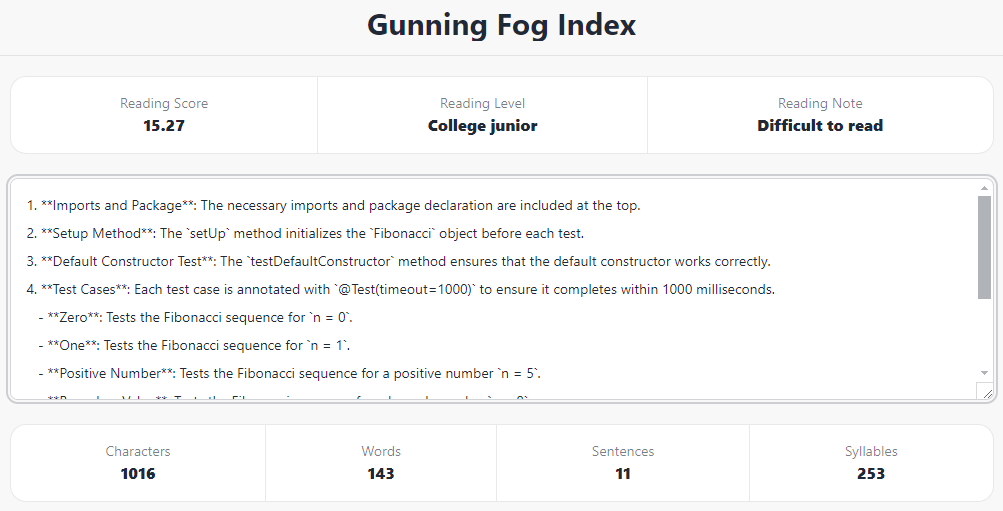 Gunning Fog Index
Reading Score
15.27
Reading Level
College junior
Reading Note
Difficult to read
1. **Imports and Package**: The necessary imports and package declaration are included at the top.
2. **Setup Method**: The `setUp` method initializes the `Fibonacci` object before each test.
3. **Default Constructor Test**: The `testDefaultConstructor` method ensures that the default constructor works correctly.
4. **Test Cases**: Each test case is annotated with `@Test(timeout=1000)` to ensure it completes within 1000 milliseconds.
- **Zero**: Tests the Fibonacci sequence for `n = 0`.
- **One**: Tests the Fibonacci sequence for `n = 1`.
- **Positive Number**: Tests the Fibonacci sequence for a positive number `n = 5`.
Characters
1016
Words
143
Sentences
11
Syllables
253